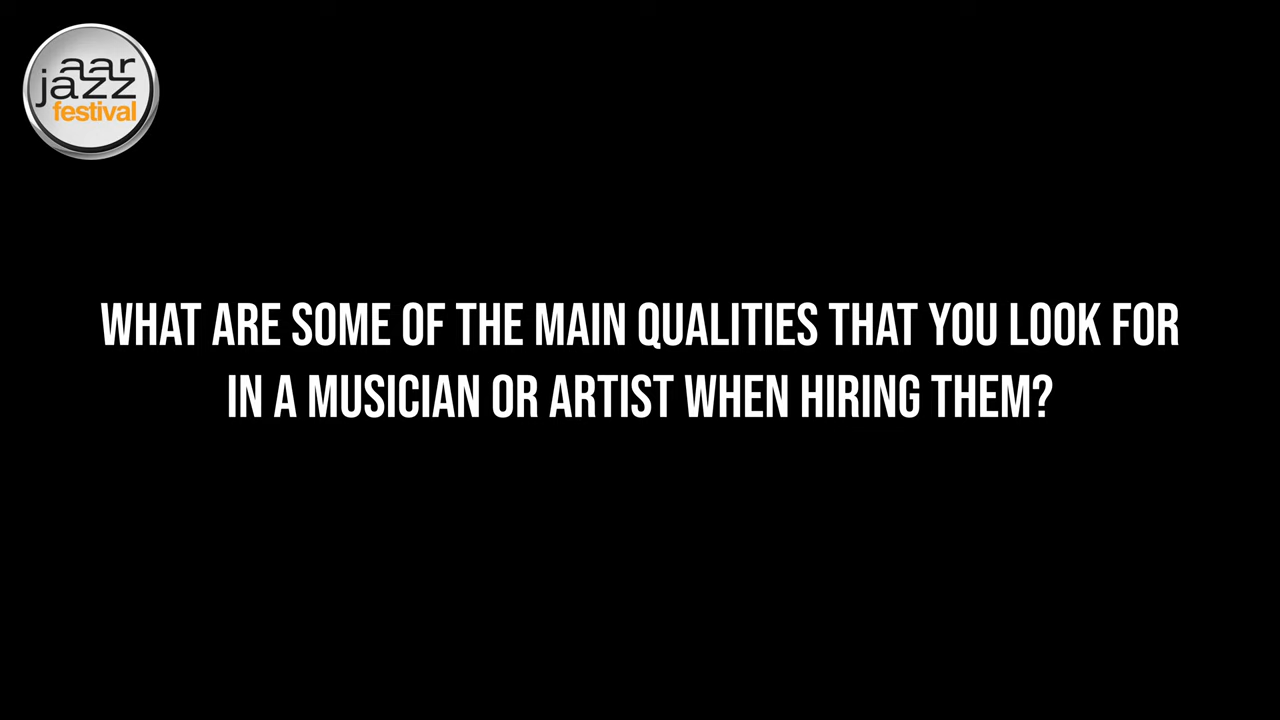 aar
jazz
festival
WHAT ARE SOME OF THE MAIN QUALITIES THAT YOU LOOK FOR
IN A MUSICIAN OR ARTIST WHEN HIRING THEM?